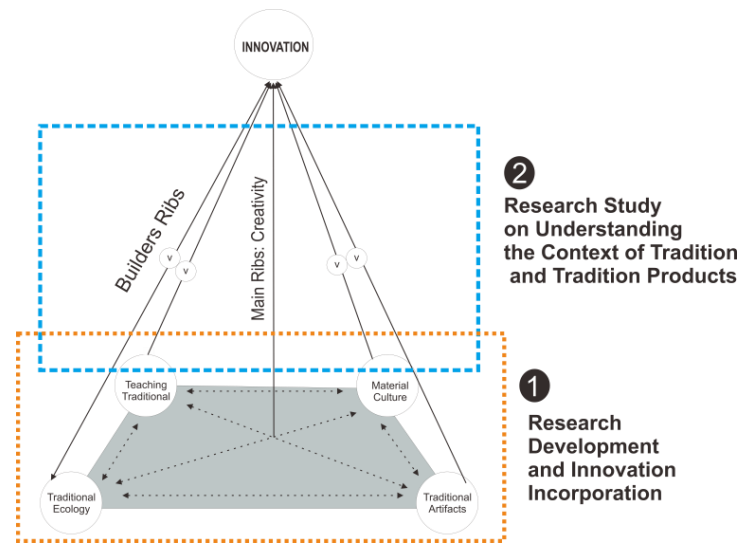 INNOVATION
Builders Ribs
Main Ribs: Creativity
v
v
v
v
2
Research Study
on Understanding
the Context of Tradition
and Tradition Products
Teaching
Traditional
Material
Culture
1
Research
Development
and Innovation
Incorporation
Traditional
Ecology
Traditional
Artifacts